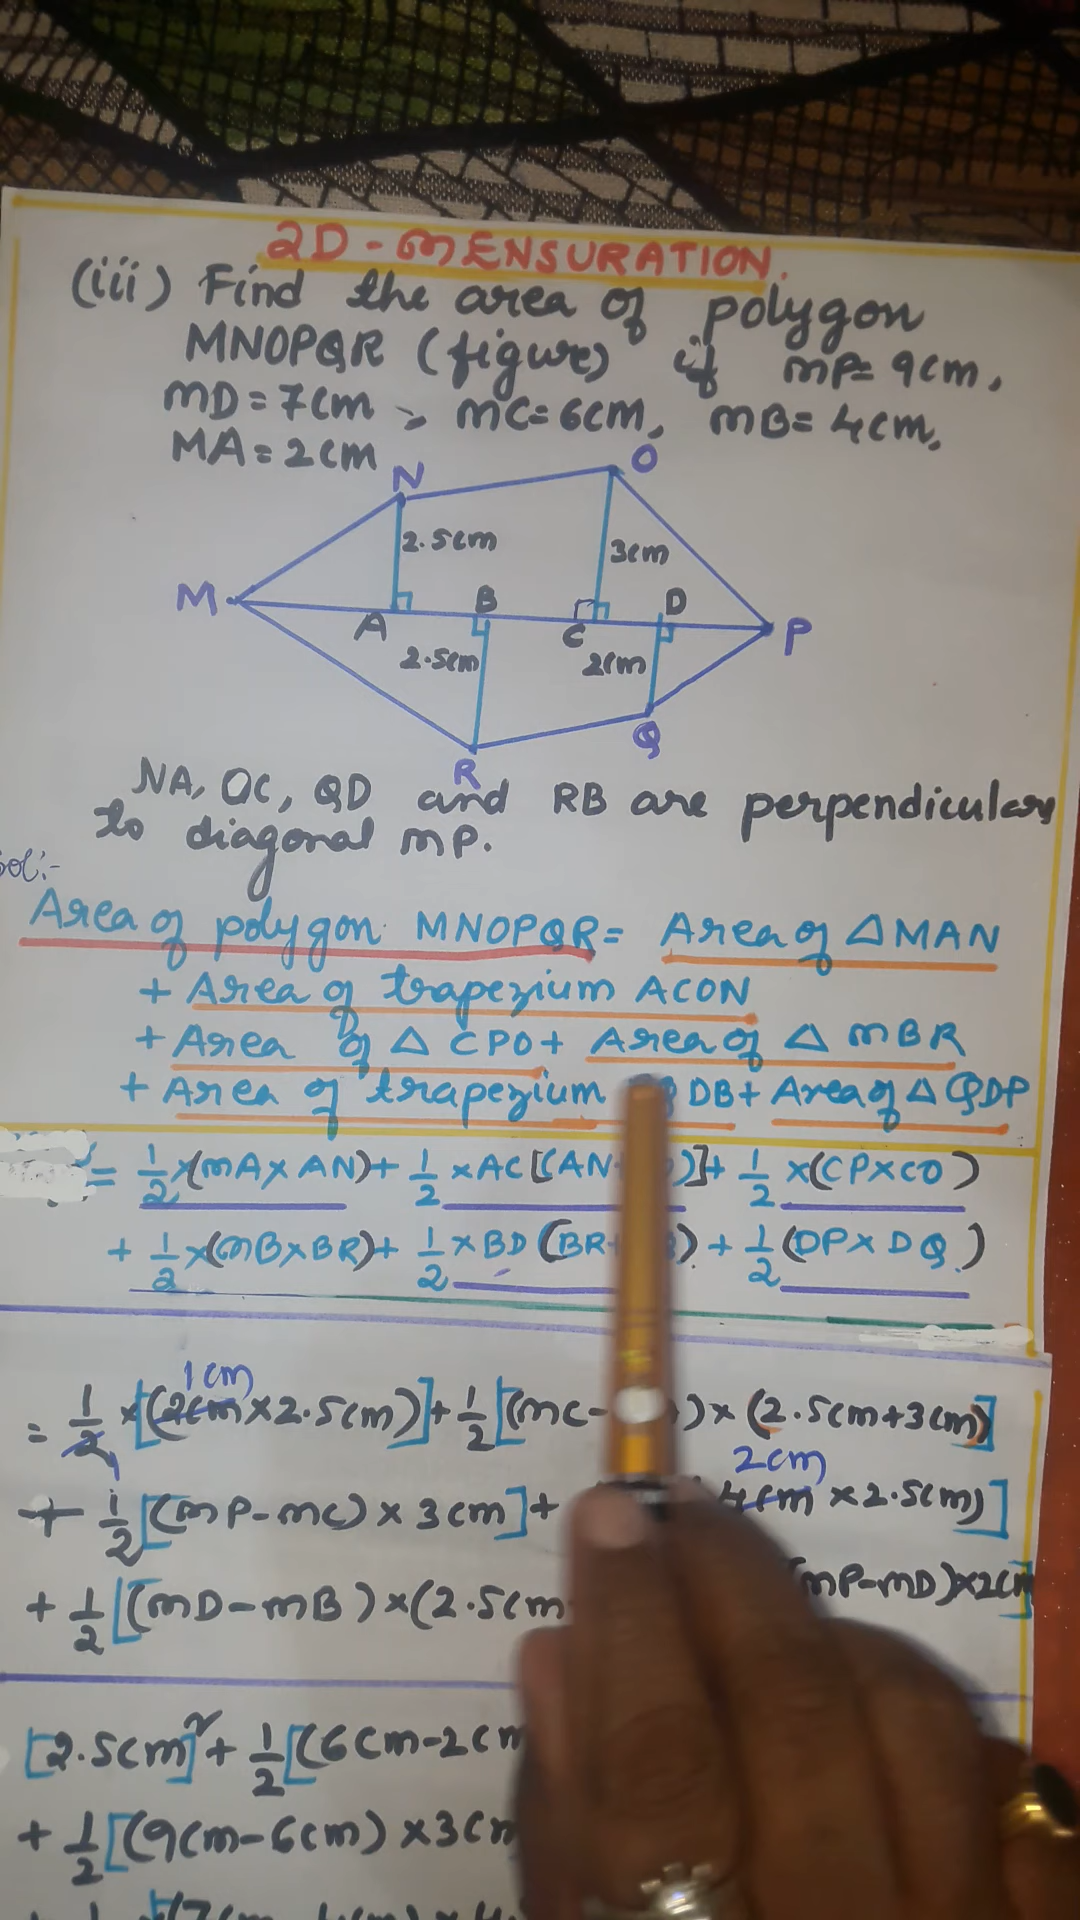 2D-MENSURATION.
(iii) Find the area of polygon
MNOPQR (figure) if MP= 9cm,
MD=7cm, MC=6cm, MB=4cm,
MA=2cm
N
O
2.5cm
3cm
M
A
B
C
D
P
2.5cm
2cm
R
Q
NA, OC, QD and RB are perpendiculars
to diagonal MP.
Sol:-
Area of polygon MNOPQR= Area of △MAN
+ Area of trapezium ACON
+ Area of △ CPO+ Area of △ MBR
+ Area of trapezium DB+ Area of △ QDP
= 1/2 ×(MA×AN)+ 1/2 ×AC[(AN+ )]+ 1/2 ×(CP×CO)
+ 1/2 ×(MB×BR)+ 1/2 ×BD (BR+ ) + 1/2 (DP×DQ)
1cm
= 1/2 ×[(2cm×2.5cm)]+1/2[(MC- )×(2.5cm+3cm)]
1
2cm
+ 1/2[(MP-MC)×3cm]+ 4cm ×2.5cm)]
+ 1/2[(MD-MB)×(2.5cm MP-MD)×2cm]
[2.5cm]²+ 1/2[(6cm-2cm
+ 1/2[(9cm-6cm)×3cm